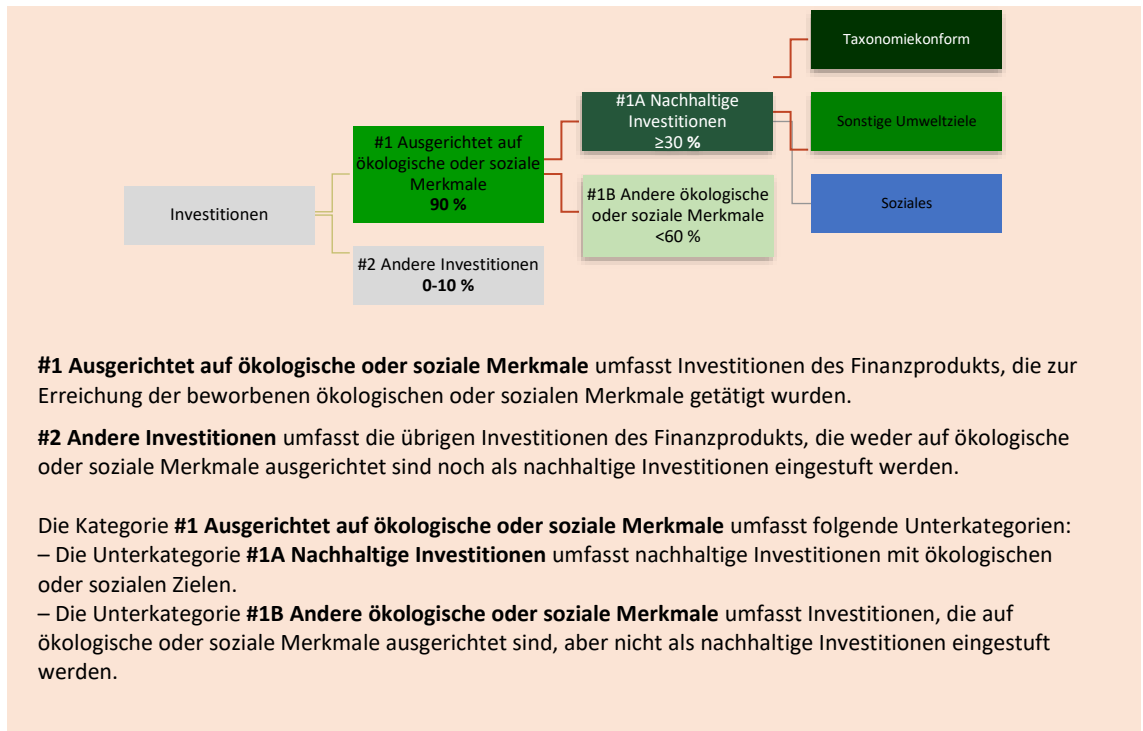 Taxonomiekonform
#1A Nachhaltige
Investitionen
≥30 %
Sonstige Umweltziele
#1 Ausgerichtet auf
ökologische oder soziale
Merkmale
90 %
#1B Andere ökologische
oder soziale Merkmale
<60 %
Soziales
Investitionen
#2 Andere Investitionen
0-10 %
#1 Ausgerichtet auf ökologische oder soziale Merkmale umfasst Investitionen des Finanzprodukts, die zur
Erreichung der beworbenen ökologischen oder sozialen Merkmale getätigt wurden.
#2 Andere Investitionen umfasst die übrigen Investitionen des Finanzprodukts, die weder auf ökologische
oder soziale Merkmale ausgerichtet sind noch als nachhaltige Investitionen eingestuft werden.
Die Kategorie #1 Ausgerichtet auf ökologische oder soziale Merkmale umfasst folgende Unterkategorien:
– Die Unterkategorie #1A Nachhaltige Investitionen umfasst nachhaltige Investitionen mit ökologischen
oder sozialen Zielen.
– Die Unterkategorie #1B Andere ökologische oder soziale Merkmale umfasst Investitionen, die auf
ökologische oder soziale Merkmale ausgerichtet sind, aber nicht als nachhaltige Investitionen eingestuft
werden.